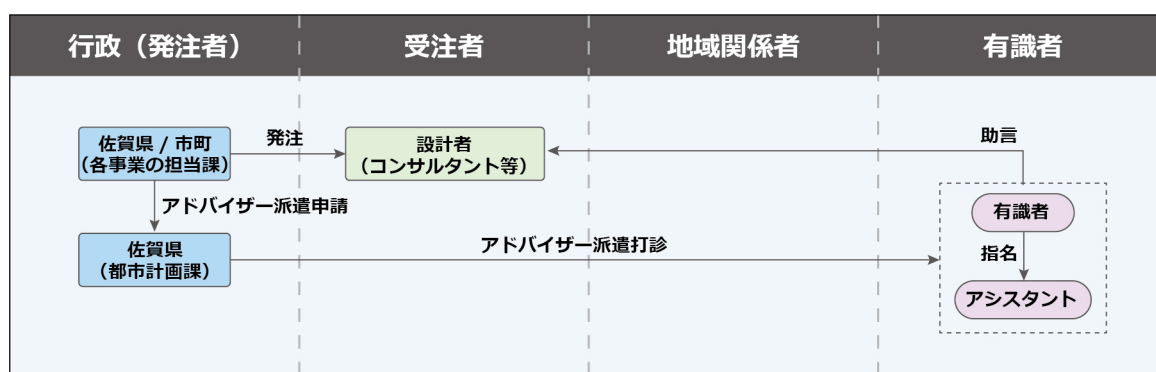 行政（発注者）
受注者
地域関係者
有識者
佐賀県 / 市町
（各事業の担当課）
発注
設計者
（コンサルタント等）
助言
アドバイザー派遣申請
有識者
佐賀県
（都市計画課）
アドバイザー派遣打診
指名
アシスタント